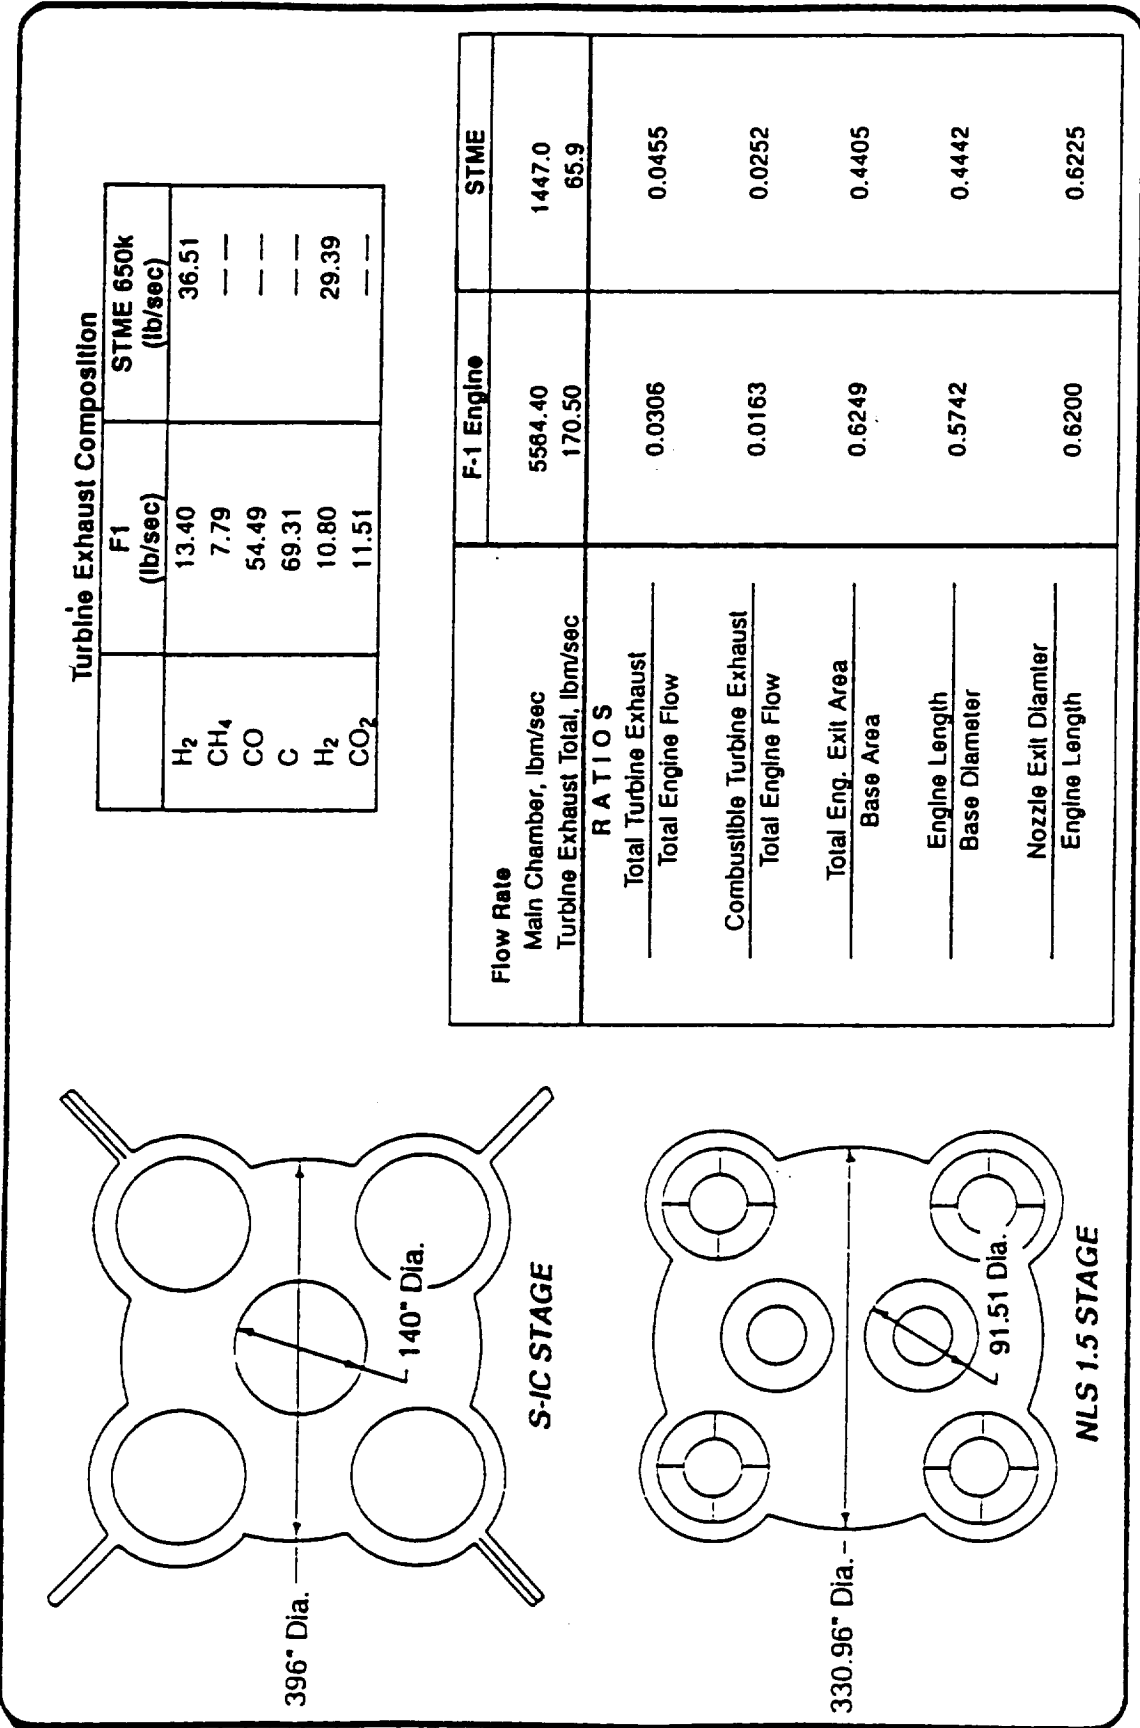 396" Dia.
140" Dia.
S-IC STAGE
330.96" Dia.
91.51 Dia.
NLS 1.5 STAGE
Turbine Exhaust Composition
F1 STME 650k
(lb/sec) (lb/sec)
H2 13.40 36.51
CH4 7.79 — —
CO 54.49 — —
C 69.31 — —
H2 10.80 29.39
CO2 11.51 — —
F-1 Engine STME
Flow Rate
Main Chamber, lbm/sec 5564.40 1447.0
Turbine Exhaust Total, lbm/sec 170.50 65.9
RATIOS
Total Turbine Exhaust 0.0306 0.0455
Total Engine Flow
Combustible Turbine Exhaust 0.0163 0.0252
Total Engine Flow
Total Eng. Exit Area 0.6249 0.4405
Base Area
Engine Length 0.5742 0.4442
Base Diameter
Nozzle Exit Diamter 0.6200 0.6225
Engine Length